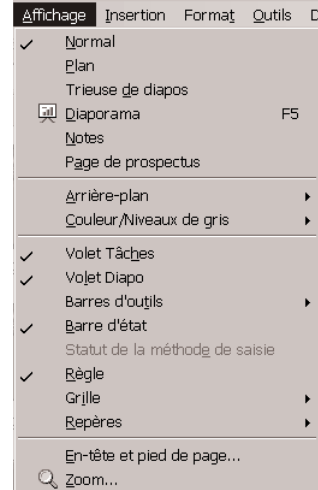 Affichage Insertion Format Outils D
Normal
Plan
Trieuse de diapos
Diaporama F5
Notes
Page de prospectus
Arrière-plan
Couleur/Niveaux de gris
Volet Tâches
Volet Diapo
Barres d'outils
Barre d'état
Statut de la méthode de saisie
Règle
Grille
Repères
En-tête et pied de page...
Zoom...